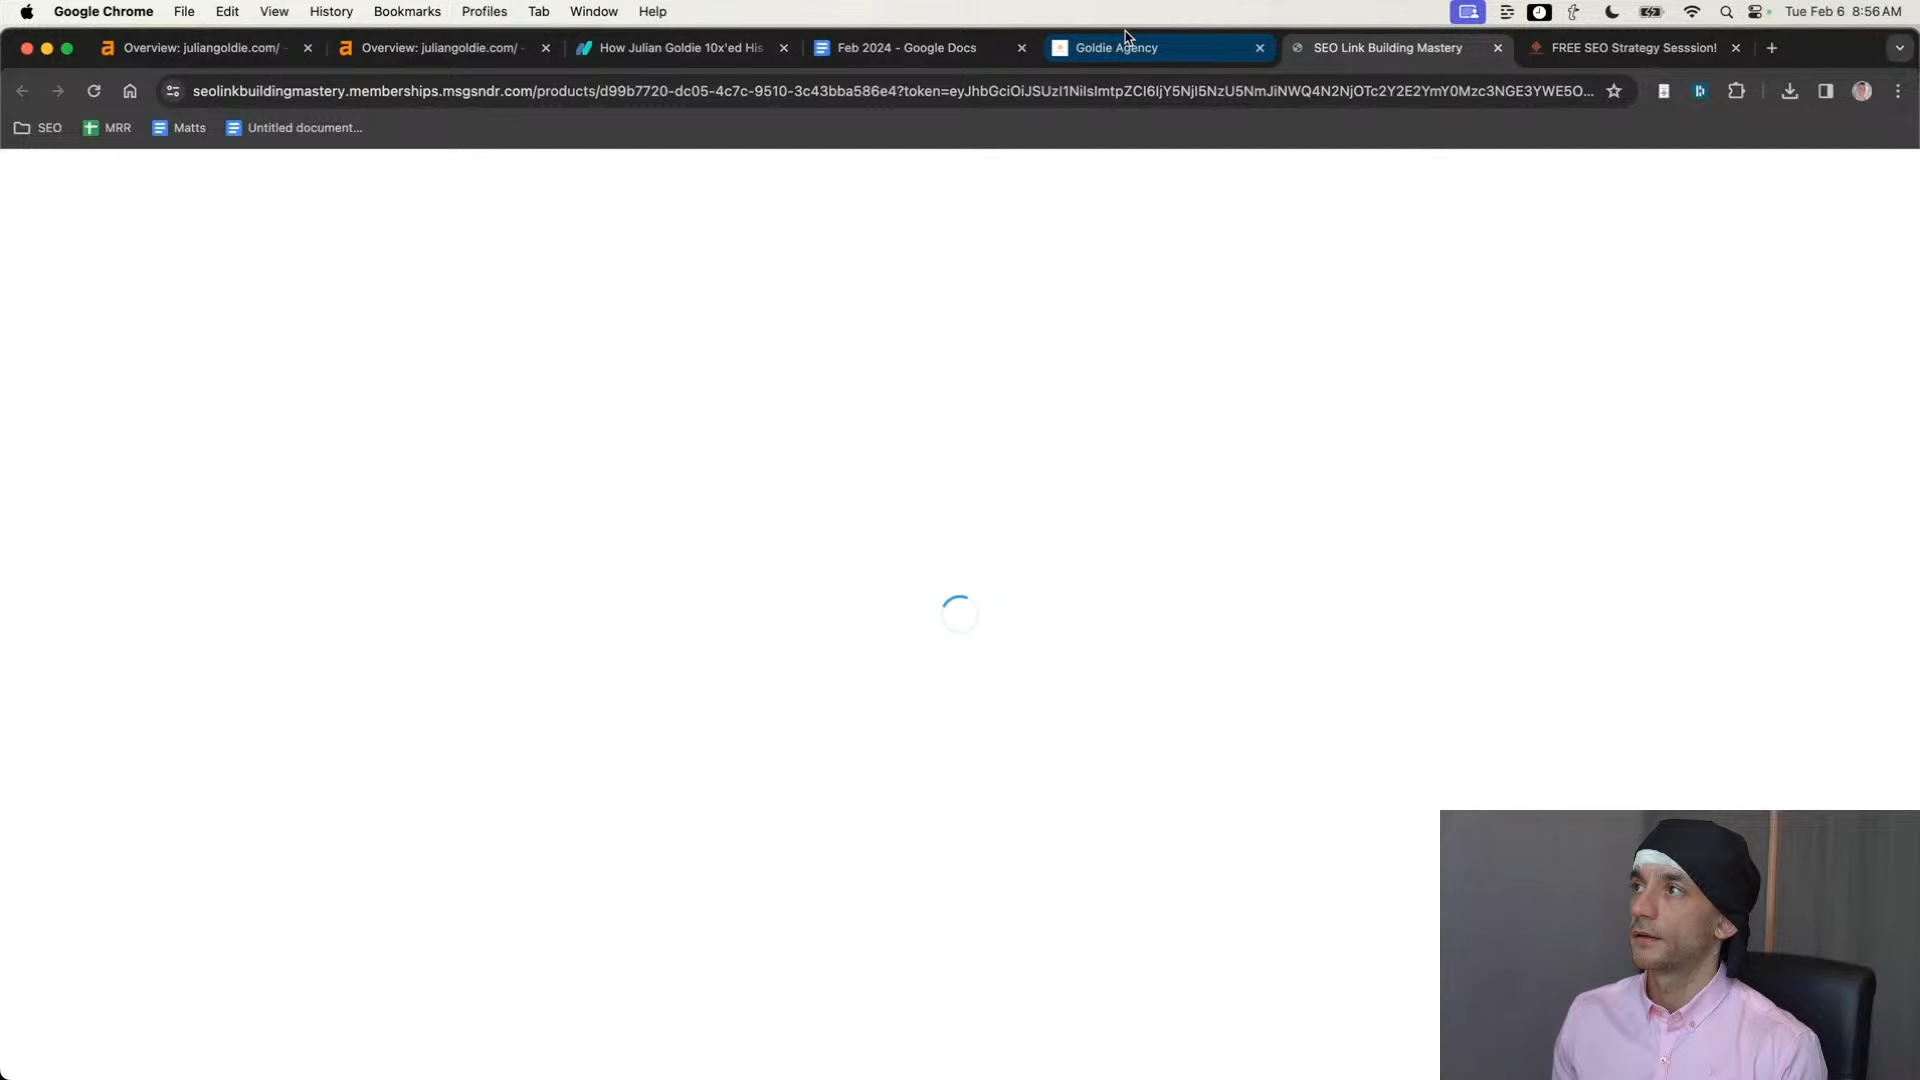 Google Chrome File Edit View History Bookmarks Profiles Tab Window Help Tue Feb 6 8:56 AM
Overview: juliangoldie.com/ Overview: juliangoldie.com/ How Julian Goldie 10x'ed His Feb 2024 - Google Docs Goldie Agency SEO Link Building Mastery FREE SEO Strategy Sesssion!
seolinkbuildingmastery.memberships.msgsndr.com/products/d99b7720-dc05-4c7c-9510-3c43bba586e4?token=
SEO MRR Matts Untitled document...